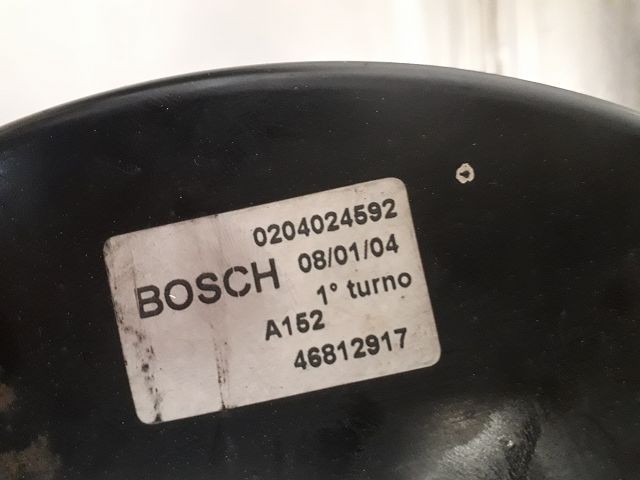 0204024592
BOSCH 08/01/04
1° turno
A152
46812917